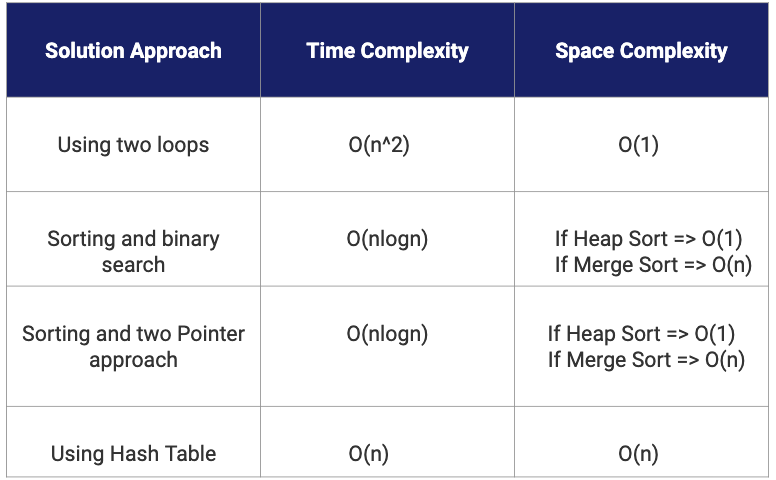 Solution Approach Time Complexity Space Complexity
Using two loops O(n^2) O(1)
Sorting and binary O(nlogn) If Heap Sort => O(1)
search If Merge Sort => O(n)
Sorting and two Pointer O(nlogn) If Heap Sort => O(1)
approach If Merge Sort => O(n)
Using Hash Table O(n) O(n)